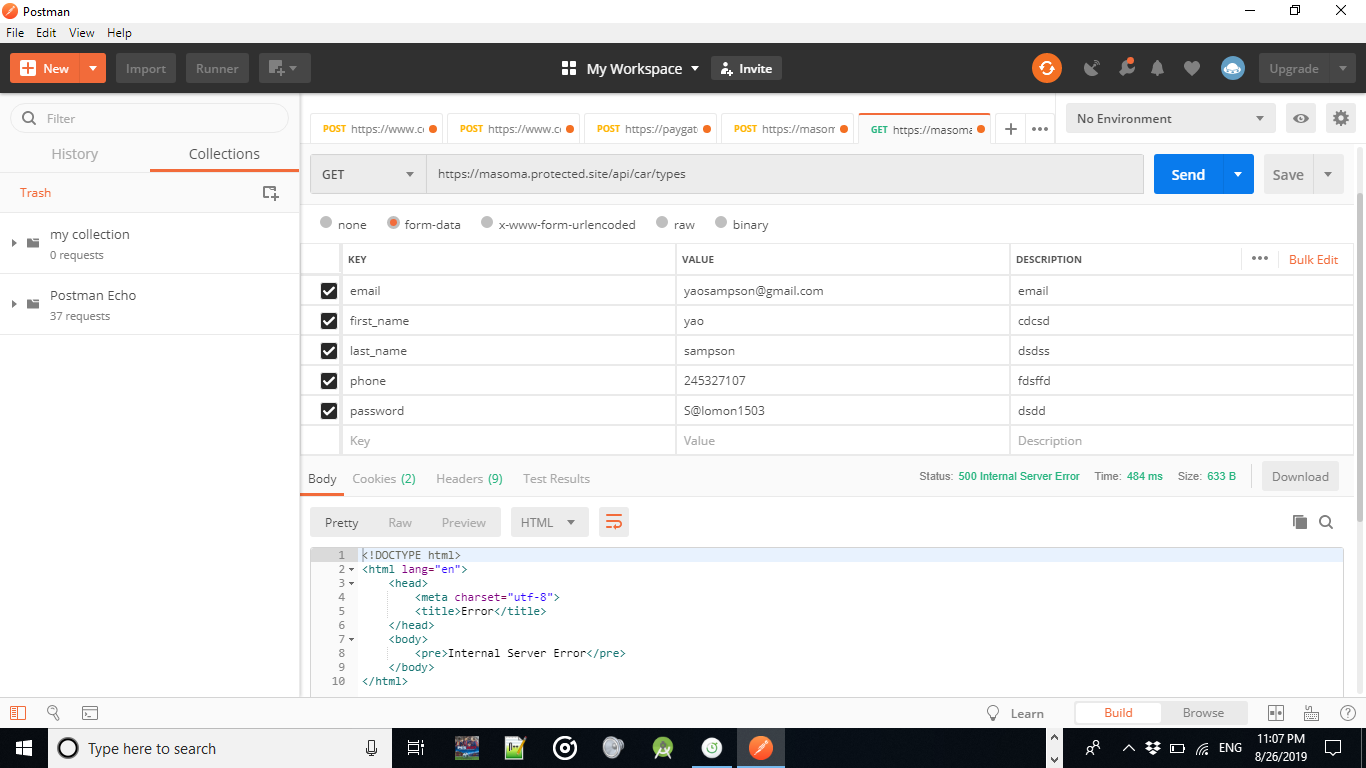 Postman
File Edit View Help
New Import Runner My Workspace Invite Upgrade
Filter
History Collections
Trash
my collection
0 requests
Postman Echo
37 requests
POST https://www.c POST https://www.c POST https://paygat POST https://masom GET https://masoma
No Environment
GET https://masoma.protected.site/api/car/types Send Save
none form-data x-www-form-urlencoded raw binary
KEY VALUE DESCRIPTION ••• Bulk Edit
email yaosampson@gmail.com email
first_name yao cdcsd
last_name sampson dsdss
phone 245327107 fdsffd
password S@lomon1503 dsdd
Key Value Description
Body Cookies (2) Headers (9) Test Results Status: 500 Internal Server Error Time: 484 ms Size: 633 B Download
Pretty Raw Preview HTML
1 <!DOCTYPE html>
2 <html lang="en">
3 <head>
4 <meta charset="utf-8">
5 <title>Error</title>
6 </head>
7 <body>
8 <pre>Internal Server Error</pre>
9 </body>
10 </html>
Learn Build Browse
Type here to search ENG 11:07 PM
8/26/2019